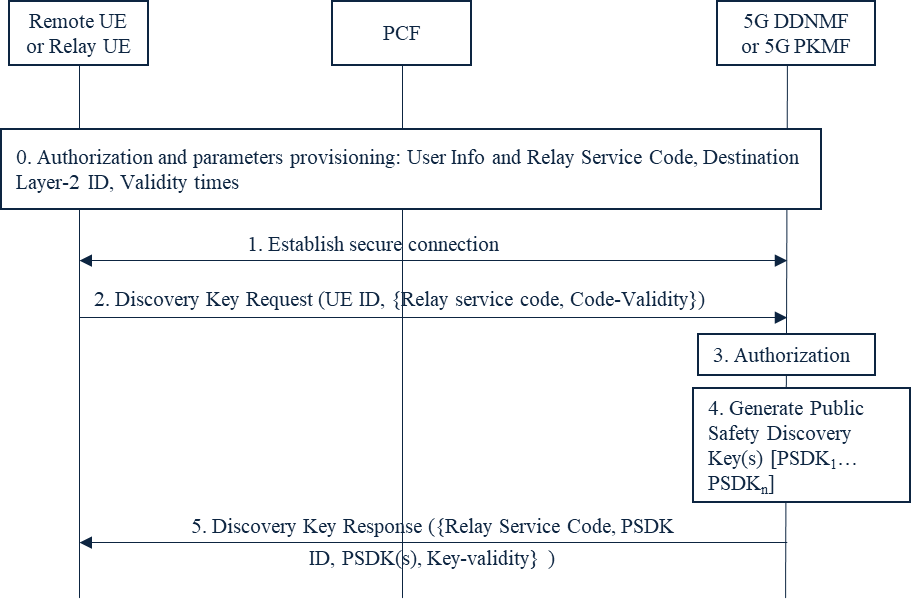 Remote UE
or Relay UE
PCF
5G DDNMF
or 5G PKMF
0. Authorization and parameters provisioning: User Info and Relay Service Code, Destination
Layer-2 ID, Validity times
1. Establish secure connection
2. Discovery Key Request (UE ID, {Relay service code, Code-Validity})
3. Authorization
4. Generate Public
Safety Discovery
Key(s) [PSDK1…
PSDKn]
5. Discovery Key Response ({Relay Service Code, PSDK
ID, PSDK(s), Key-validity} )